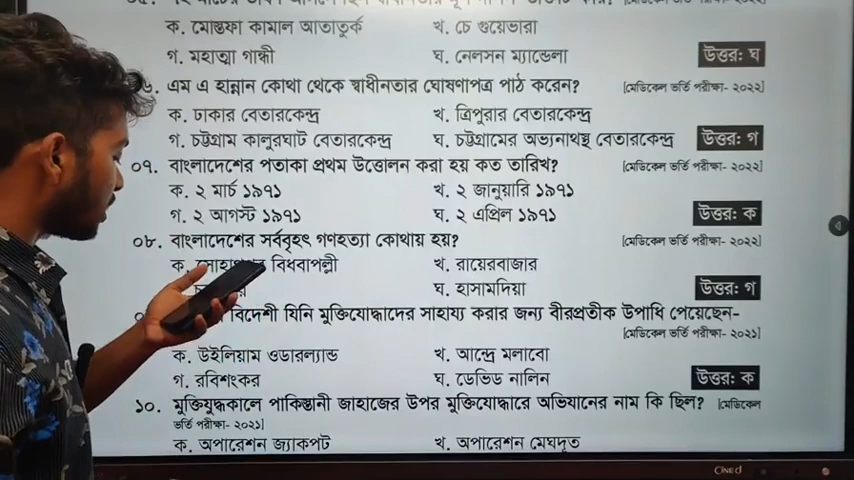 ক. মোস্তফা কামাল আতাতুর্ক খ. চে গুয়েভারা
গ. মহাত্মা গান্ধী ঘ. নেলসন ম্যান্ডেলা উত্তর: ঘ
৬. এম এ হান্নান কোথা থেকে স্বাধীনতার ঘোষণাপত্র পাঠ করেন? [মেডিকেল ভর্তি পরীক্ষা- ২০২২]
ক. ঢাকার বেতারকেন্দ্র খ. ত্রিপুরার বেতারকেন্দ্র
গ. চট্টগ্রাম কালুরঘাট বেতারকেন্দ্র ঘ. চট্টগ্রামের অভ্যনাথন্থ বেতারকেন্দ্র উত্তর: গ
০৭. বাংলাদেশের পতাকা প্রথম উত্তোলন করা হয় কত তারিখ? [মেডিকেল ভর্তি পরীক্ষা- ২০২২]
ক. ২ মার্চ ১৯৭১ খ. ২ জানুয়ারি ১৯৭১
গ. ২ আগস্ট ১৯৭১ ঘ. ২ এপ্রিল ১৯৭১ উত্তর: ক
০৮. বাংলাদেশের সর্ববৃহৎ গণহত্যা কোথায় হয়? [মেডিকেল ভর্তি পরীক্ষা- ২০২২]
ক. বিধবাপল্লী খ. রায়েরবাজার
ঘ. হাসামদিয়া উত্তর: গ
বিদেশী যিনি মুক্তিযোদ্ধাদের সাহায্য করার জন্য বীরপ্রতীক উপাধি পেয়েছেন-
[মেডিকেল ভর্তি পরীক্ষা- ২০২১]
ক. উইলিয়াম ওডারল্যান্ড খ. আন্দ্রে মলাবো
গ. রবিশংকর ঘ. ডেভিড নালিন উত্তর: ক
১০. মুক্তিযুদ্ধকালে পাকিস্তানী জাহাজের উপর মুক্তিযোদ্ধারে অভিযানের নাম কি ছিল? [মেডিকেল
ভর্তি পরীক্ষা- ২০২১]
ক. অপারেশন জ্যাকপট খ. অপারেশন মেঘদূত